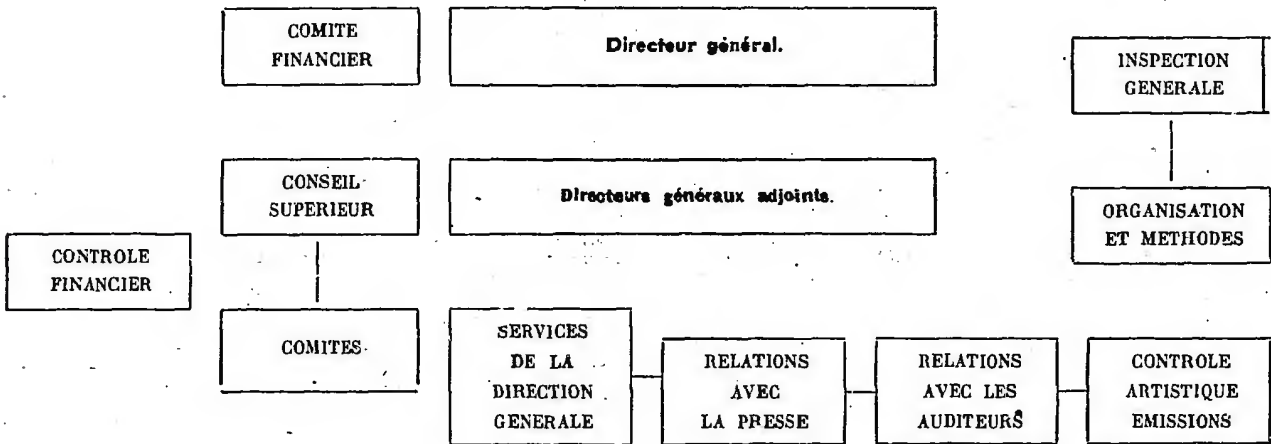 COMITE
FINANCIER
Directeur général.
INSPECTION
GENERALE
CONSEIL
SUPERIEUR
Directeurs généraux adjoints.
ORGANISATION
ET METHODES
CONTROLE
FINANCIER
COMITES
SERVICES
DE LA
DIRECTION
GENERALE
RELATIONS
AVEC
LA PRESSE
RELATIONS
AVEC LES
AUDITEURS
CONTROLE
ARTISTIQUE
EMISSIONS